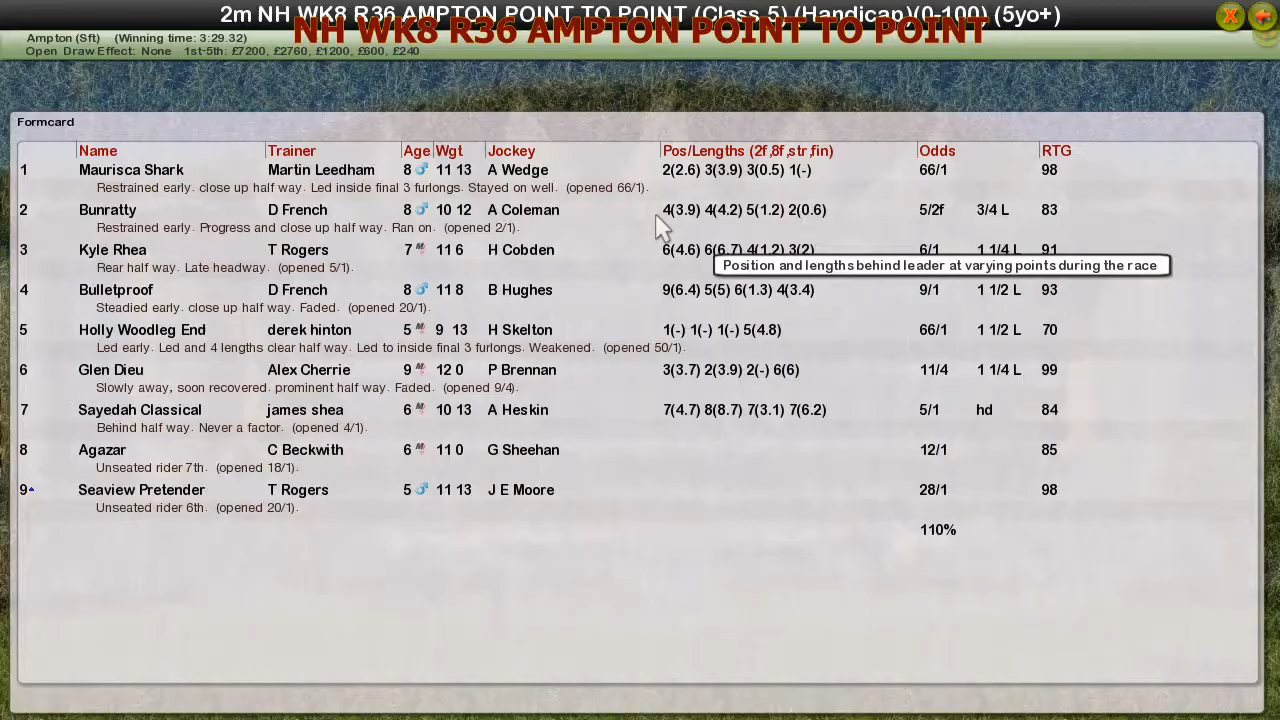 2m NH WK8 R36 AMPTON POINT TO POINT (Class 5) (Handicap)(0-100) (5yo+)
NH WK8 R36 AMPTON POINT TO POINT
Ampton (Sft) (Winning time: 3:29.32)
Open Draw Effect: None 1st-5th: £7200, £2760, £1200, £600, £240
Formcard
Name Trainer Age Wgt Jockey Pos/Lengths (2f,8f,str,fin) Odds RTG
1 Maurisca Shark Martin Leedham 8 11 13 A Wedge 2(2.6) 3(3.9) 3(0.5) 1(-) 66/1 98
Restrained early. close up half way. Led inside final 3 furlongs. Stayed on well. (opened 66/1).
2 Bunratty D French 8 10 12 A Coleman 4(3.9) 4(4.2) 5(1.2) 2(0.6) 5/2f 3/4 L 83
Restrained early. Progress and close up half way. Ran on. (opened 2/1).
3 Kyle Rhea T Rogers 7 11 6 H Cobden 6(4.6) 6(6.7) 4(1.2) 3(2) 6/1 1 1/4 L 91
Rear half way. Late headway. (opened 5/1).
Position and lengths behind leader at varying points during the race
4 Bulletproof D French 8 11 8 B Hughes 9(6.4) 5(5) 6(1.3) 4(3.4) 9/1 1 1/2 L 93
Steadied early. close up half way. Faded. (opened 20/1).
5 Holly Woodleg End derek hinton 5 9 13 H Skelton 1(-) 1(-) 1(-) 5(4.8) 66/1 1 1/2 L 70
Led early. Led and 4 lengths clear half way. Led to inside final 3 furlongs. Weakened. (opened 50/1).
6 Glen Dieu Alex Cherrie 9 12 0 P Brennan 3(3.7) 2(3.9) 2(-) 6(6) 11/4 1 1/4 L 99
Slowly away, soon recovered. prominent half way. Faded. (opened 9/4).
7 Sayedah Classical james shea 6 10 13 A Heskin 7(4.7) 8(8.7) 7(3.1) 7(6.2) 5/1 hd 84
Behind half way. Never a factor. (opened 4/1).
8 Agazar C Beckwith 6 11 0 G Sheehan 12/1 85
Unseated rider 7th. (opened 18/1).
9 Seaview Pretender T Rogers 5 11 13 J E Moore 28/1 98
Unseated rider 6th. (opened 20/1).
110%